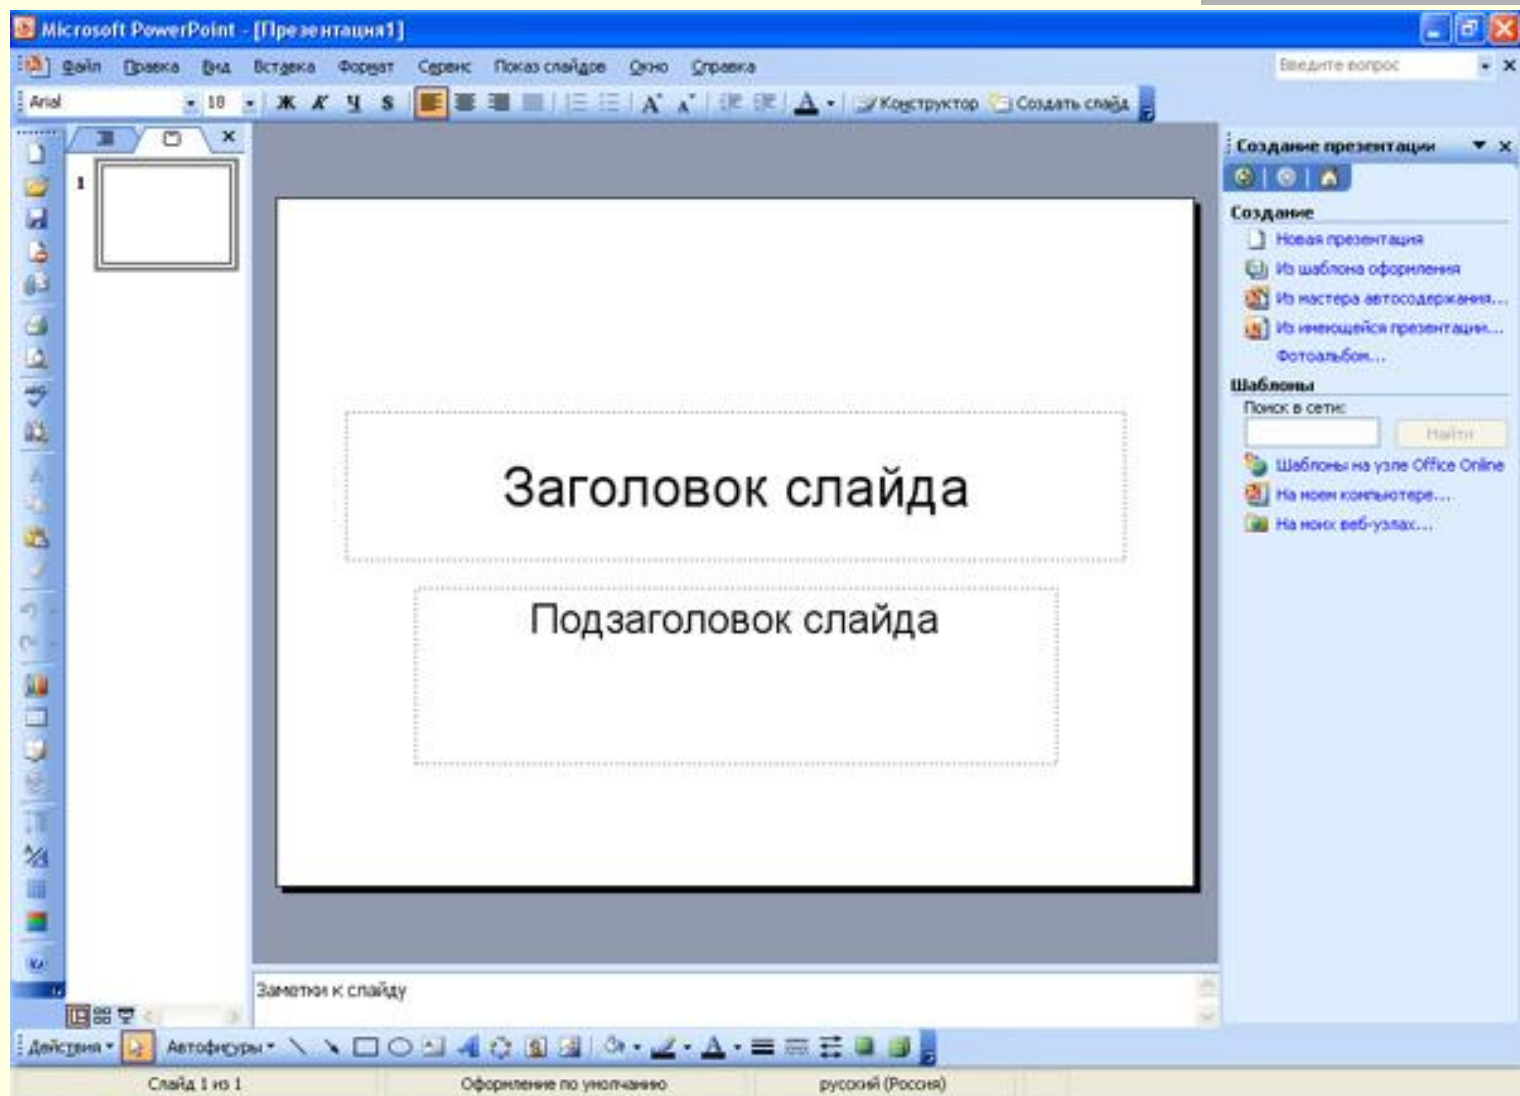 Microsoft PowerPoint - [Презентация1]
Файл Правка Вид Вставка Формат Сервис Показ слайдов Окно Справка Введите вопрос
Arial 18 Ж К Ч S А А А Конструктор Создать слайд
Создание презентации
1
Создание
Новая презентация
Из шаблона оформления
Из мастера автосодержания...
Из имеющейся презентации...
Фотоальбом...
Шаблоны
Поиск в сети:
Найти
Шаблоны на узле Office Online
На моем компьютере...
На моих веб-узлах...
Заголовок слайда
Подзаголовок слайда
Заметки к слайду
Действия Автофигуры А
Слайд 1 из 1 Оформление по умолчанию русский (Россия)